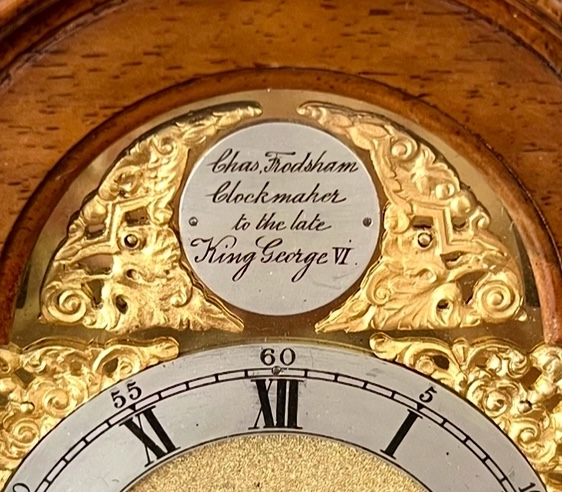 Chas, Frodsham
Clockmaker
to the late
King George VI.
60
55
5
XII
XI
I